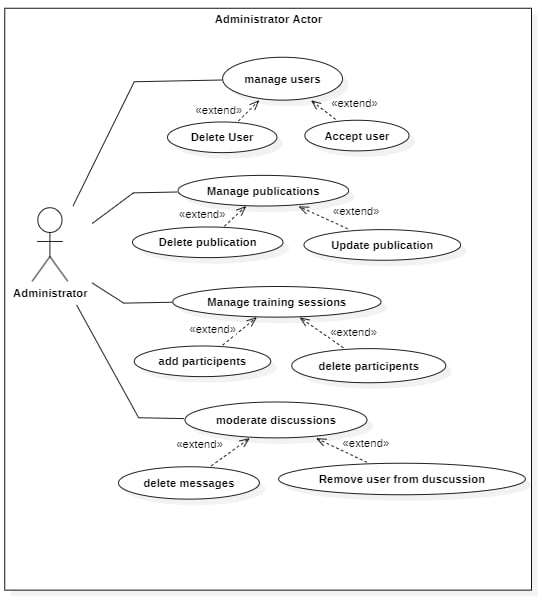 Administrator Actor
manage users
«extend»
«extend»
Delete User
Accept user
Manage publications
«extend»
«extend»
Delete publication
Update publication
Administrator
Manage training sessions
«extend»
«extend»
add participents
delete participents
moderate discussions
«extend»
«extend»
delete messages
Remove user from duscussion